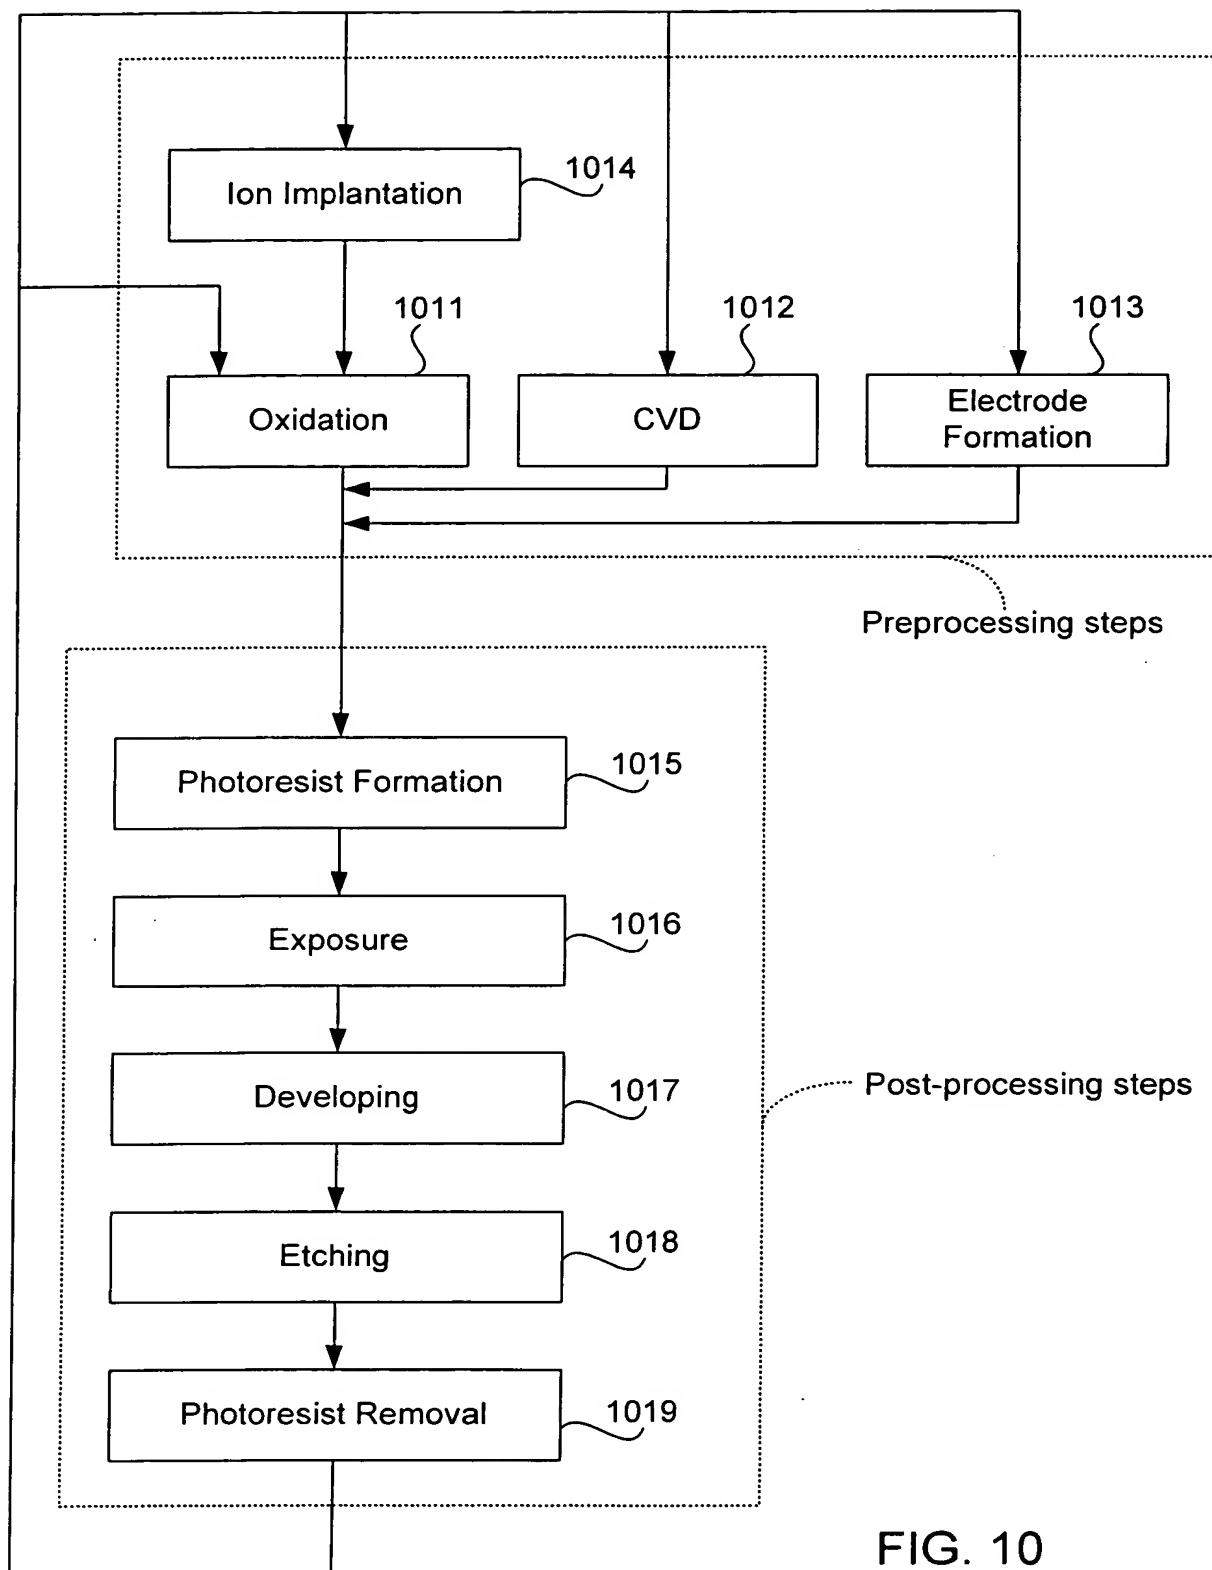 1014
Ion Implantation
1011
1012
1013
Oxidation
CVD
Electrode
Formation
Preprocessing steps
Photoresist Formation
1015
Exposure
1016
Developing
1017
Post-processing steps
Etching
1018
Photoresist Removal
1019
FIG. 10